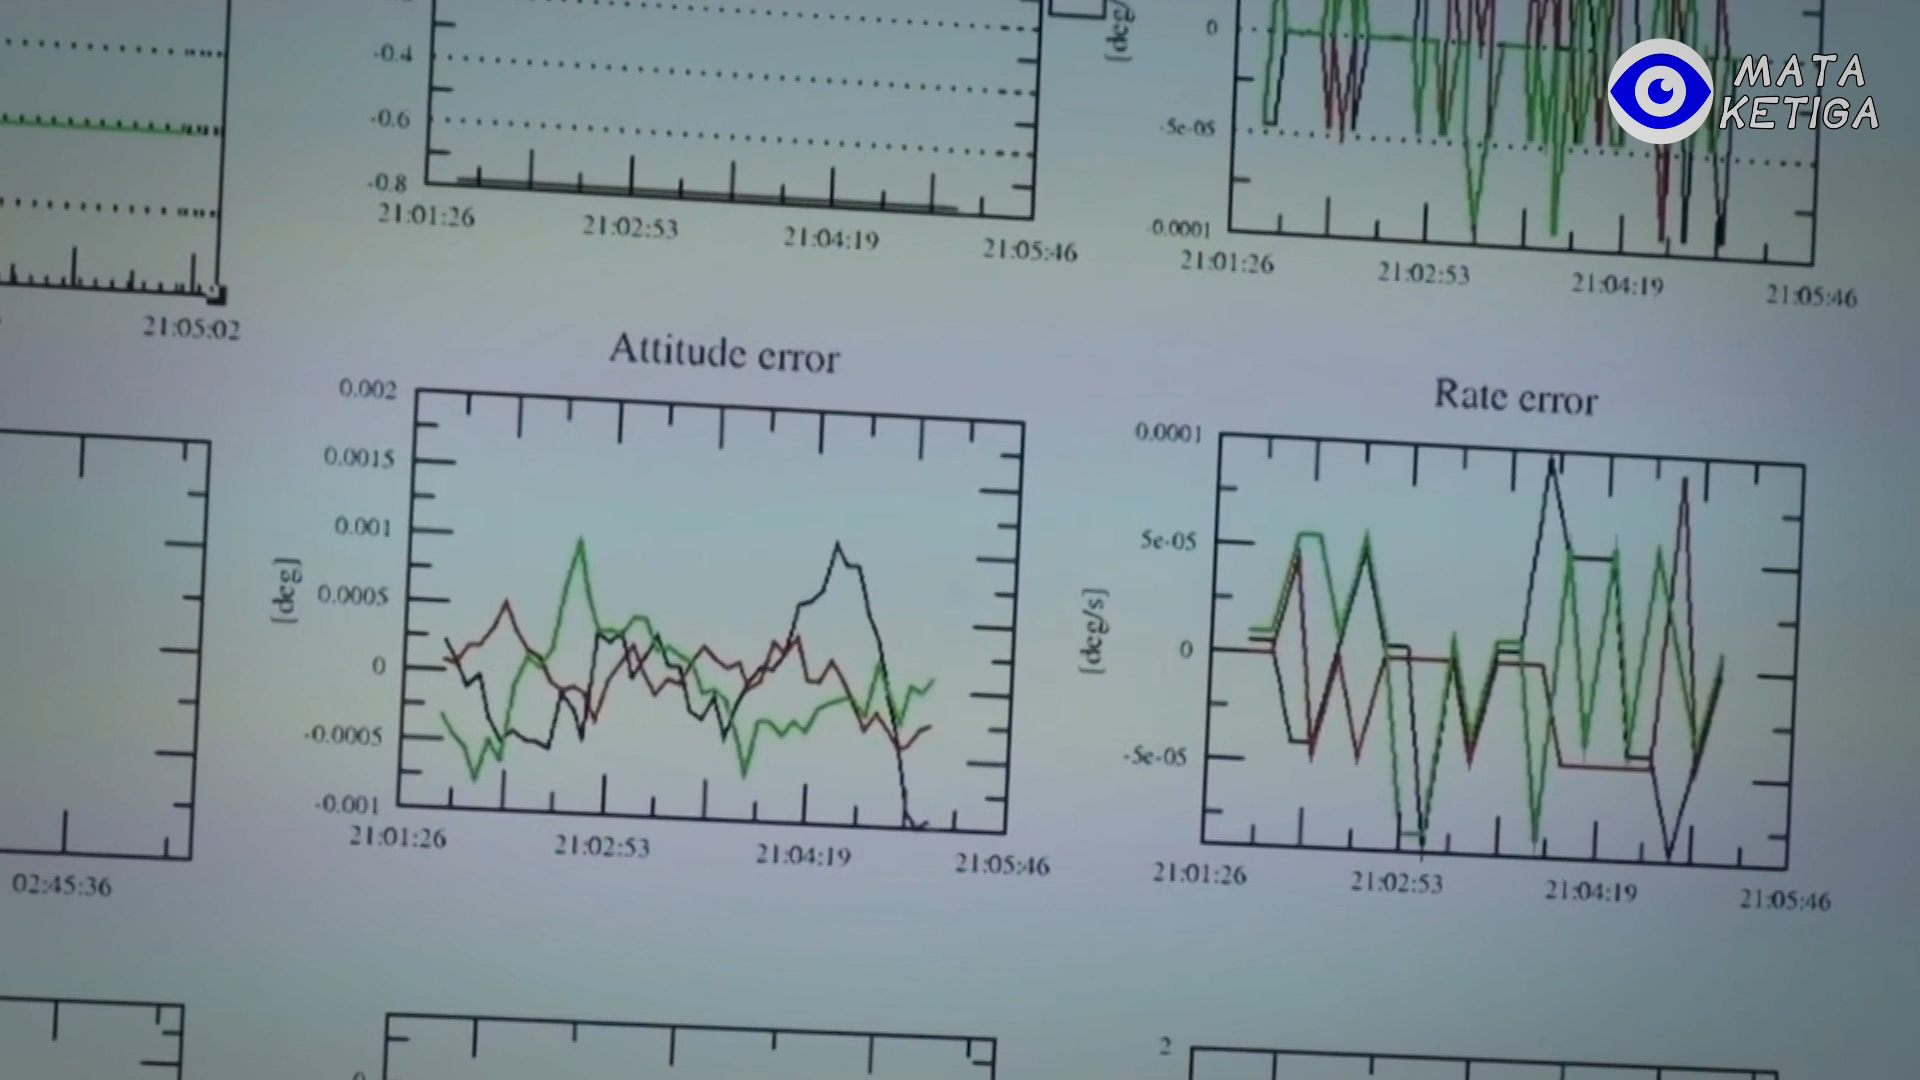 -0.4
-0.6
-0.8
21:01:26 21:02:53 21:04:19 21:05:46
[deg/
0
-5e-05
-0.0001
21:01:26 21:02:53 21:04:19 21:05:46
MATA
KETIGA
21:05:02
Attitude error
0.002
0.0015
0.001
0.0005
0
-0.0005
-0.001
[deg]
21:01:26 21:02:53 21:04:19 21:05:46
Rate error
0.0001
5e-05
0
-5e-05
[deg/s]
21:01:26 21:02:53 21:04:19 21:05:46
02:45:36
2